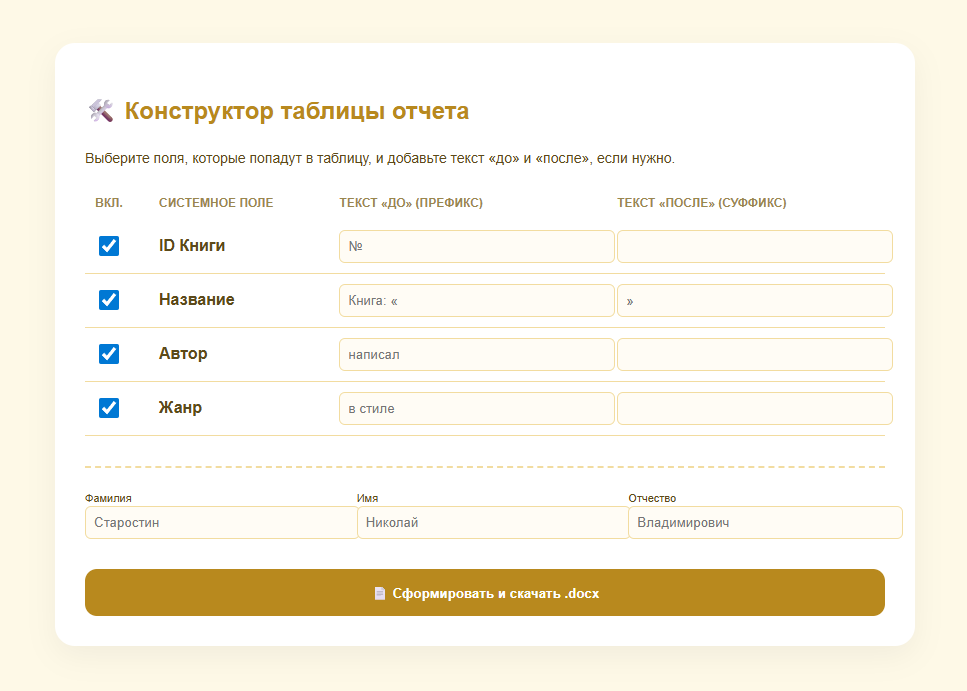 Конструктор таблицы отчета
Выберите поля, которые попадут в таблицу, и добавьте текст «до» и «после», если нужно.
ВКЛ. СИСТЕМНОЕ ПОЛЕ ТЕКСТ «ДО» (ПРЕФИКС) ТЕКСТ «ПОСЛЕ» (СУФФИКС)
ID Книги №
Название Книга: « »
Автор написал
Жанр в стиле
Фамилия Имя Отчество
Старостин Николай Владимирович
Сформировать и скачать .docx